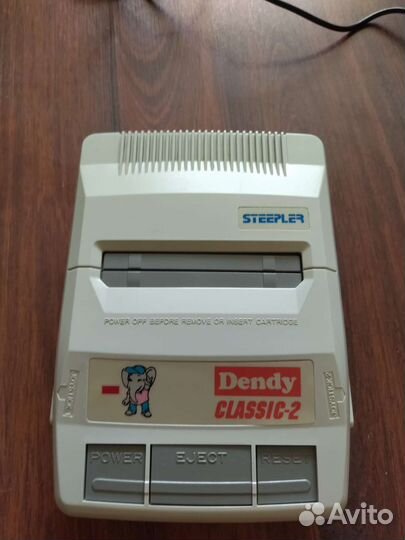 STEEPLER
POWER OFF BEFORE REMOVE OR INSERT CARTRIDGE
Dendy
CLASSIC-2
POWER
EJECT
RESET
Avito